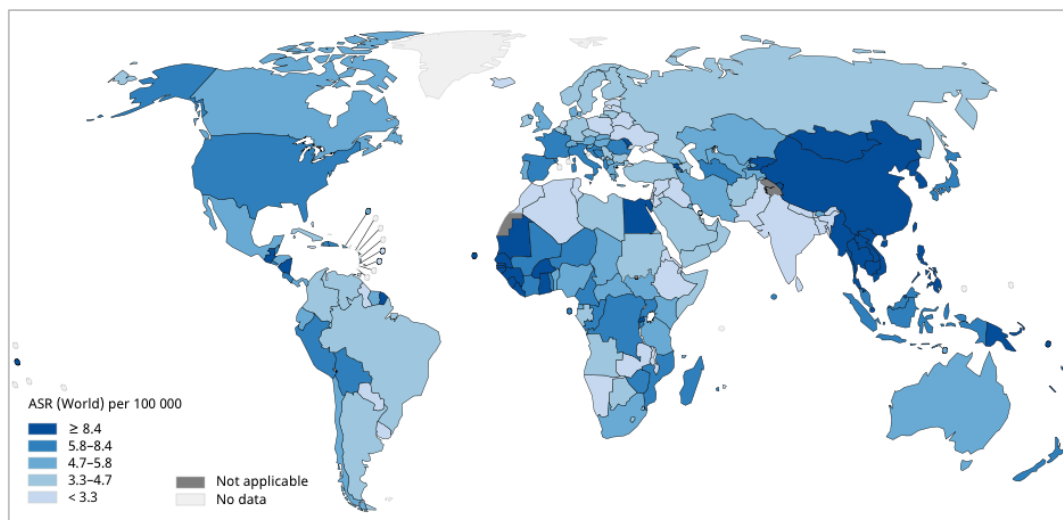 ASR (World) per 100 000
≥ 8.4
5.8–8.4
4.7–5.8
3.3–4.7
< 3.3
Not applicable
No data